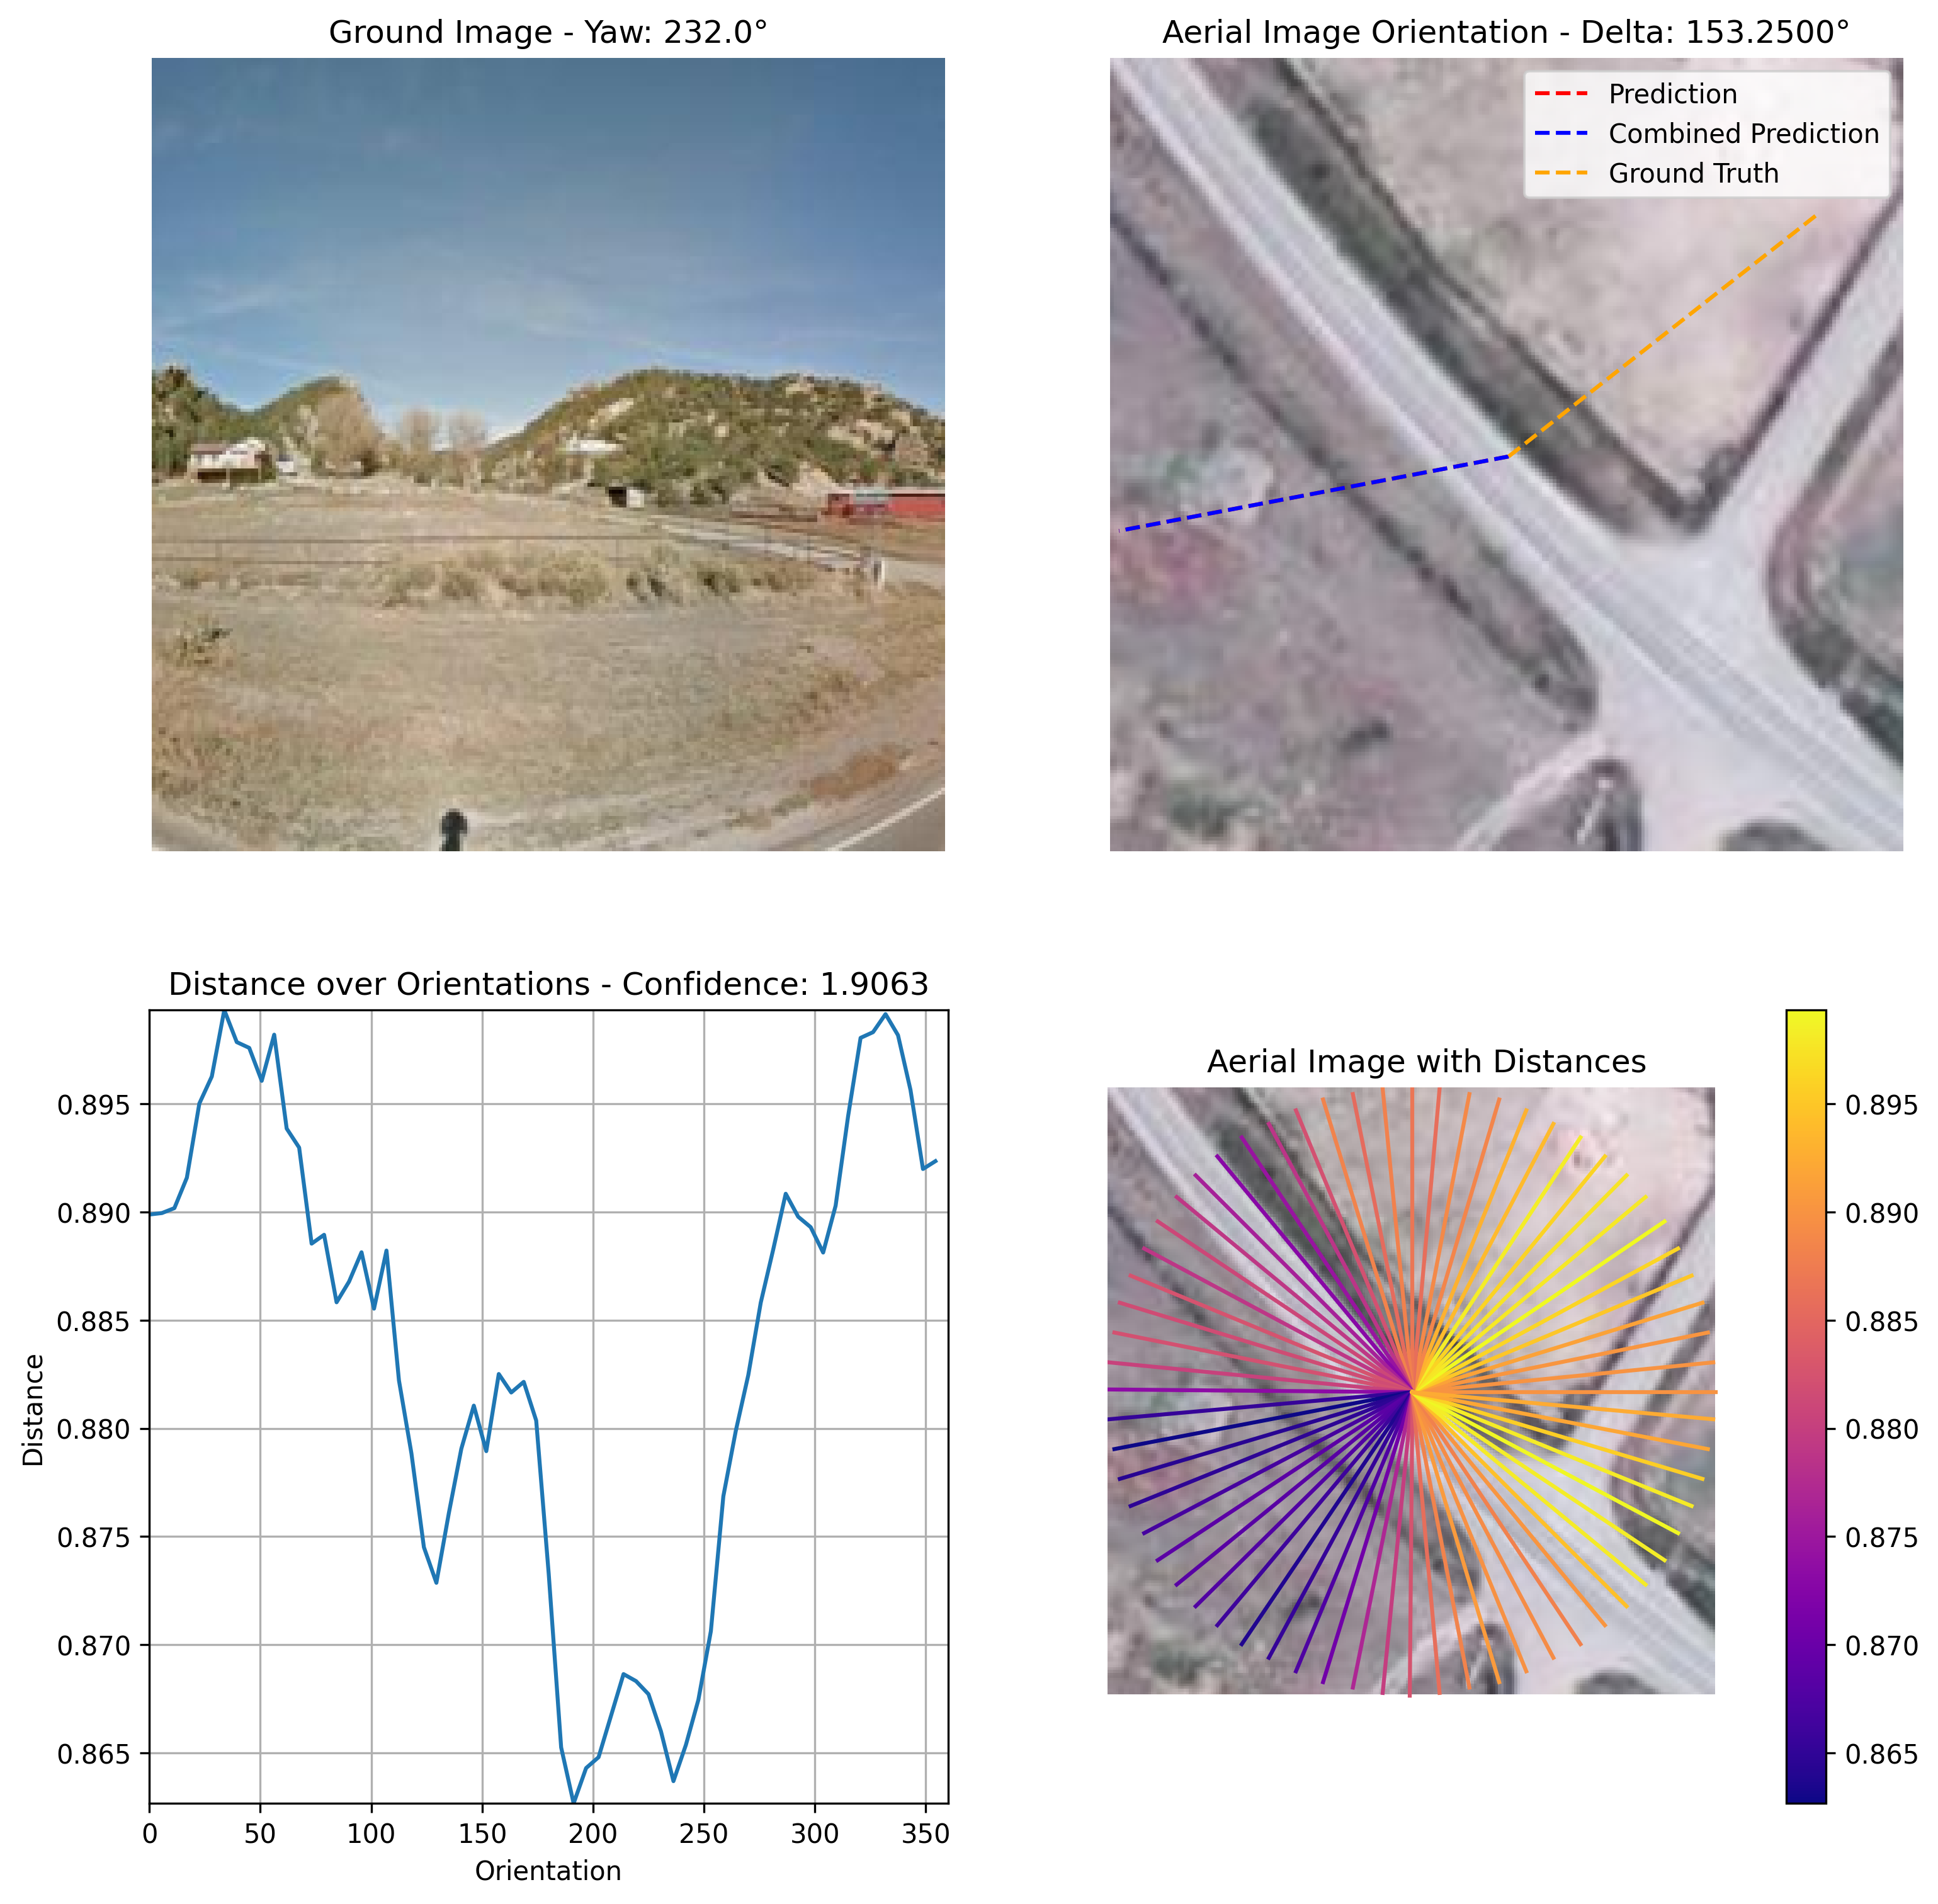 Ground Image - Yaw: 232.0°
Aerial Image Orientation - Delta: 153.2500°
Prediction
Combined Prediction
Ground Truth
Distance over Orientations - Confidence: 1.9063
0.895
0.890
0.885
0.880
0.875
0.870
0.865
Distance
0
50
100
150
200
250
300
350
Orientation
Aerial Image with Distances
0.895
0.890
0.885
0.880
0.875
0.870
0.865